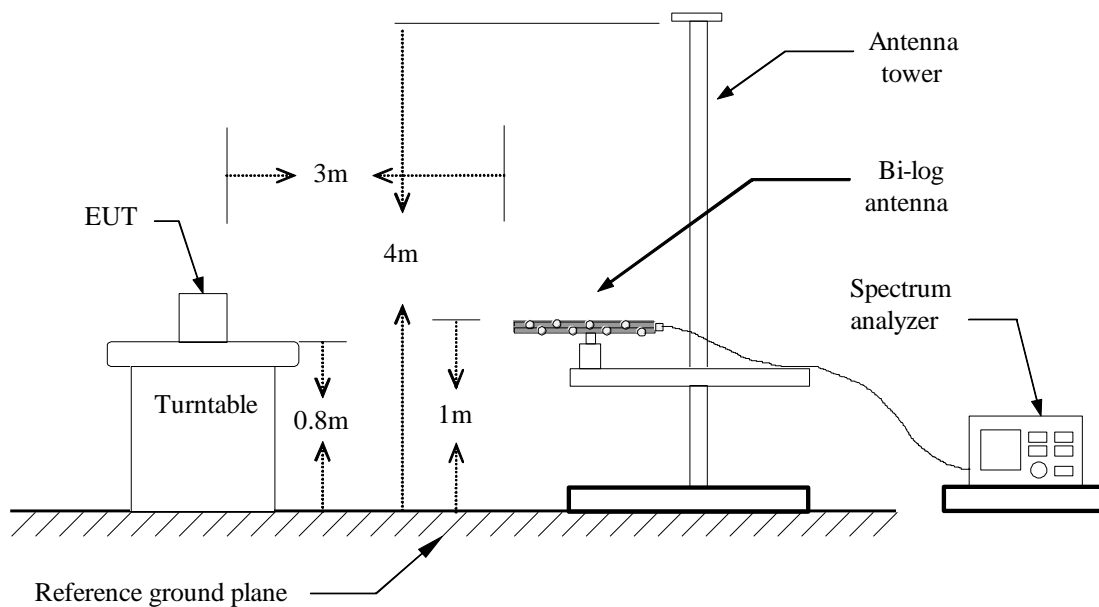 Antenna
tower
3m
Bi-log
antenna
EUT
4m
Spectrum
analyzer
Turntable
0.8m
1m
Reference ground plane